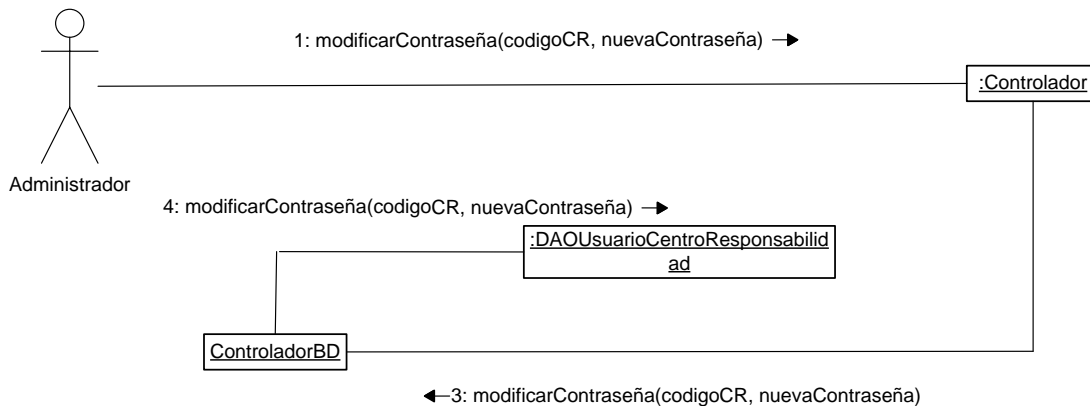 1: modificarContraseña(codigoCR, nuevaContraseña)
:Controlador
Administrador
4: modificarContraseña(codigoCR, nuevaContraseña)
:DAOUsuarioCentroResponsabilid
ad
ControladorBD
3: modificarContraseña(codigoCR, nuevaContraseña)